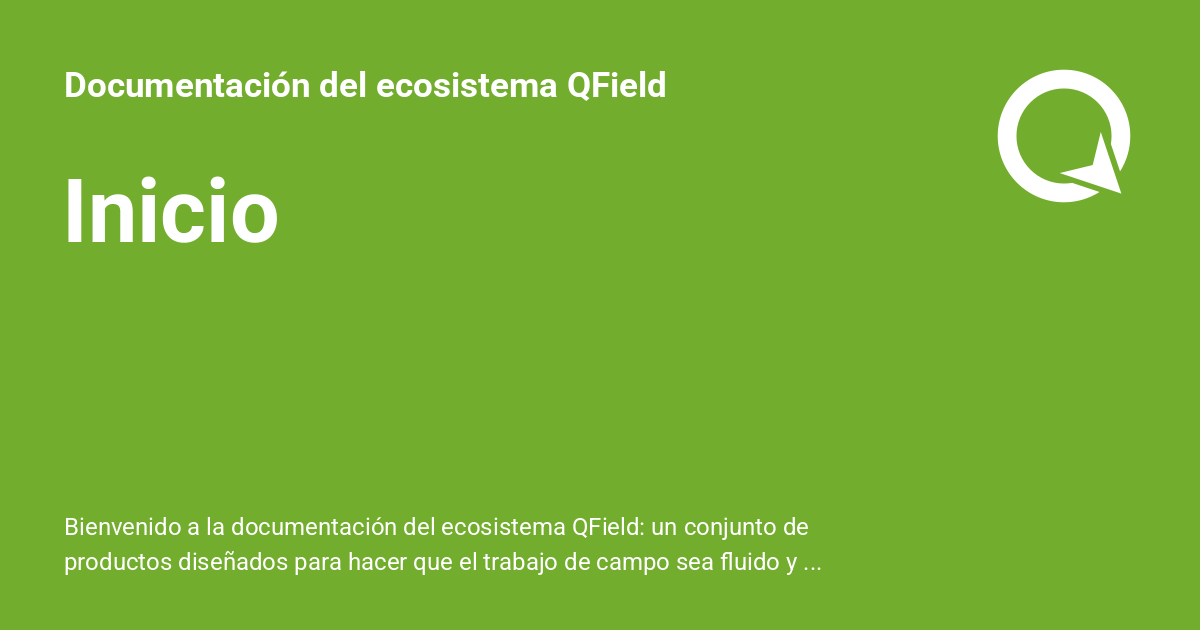 Documentación del ecosistema QField
Inicio
Bienvenido a la documentación del ecosistema QField: un conjunto de
productos diseñados para hacer que el trabajo de campo sea fluido y ...